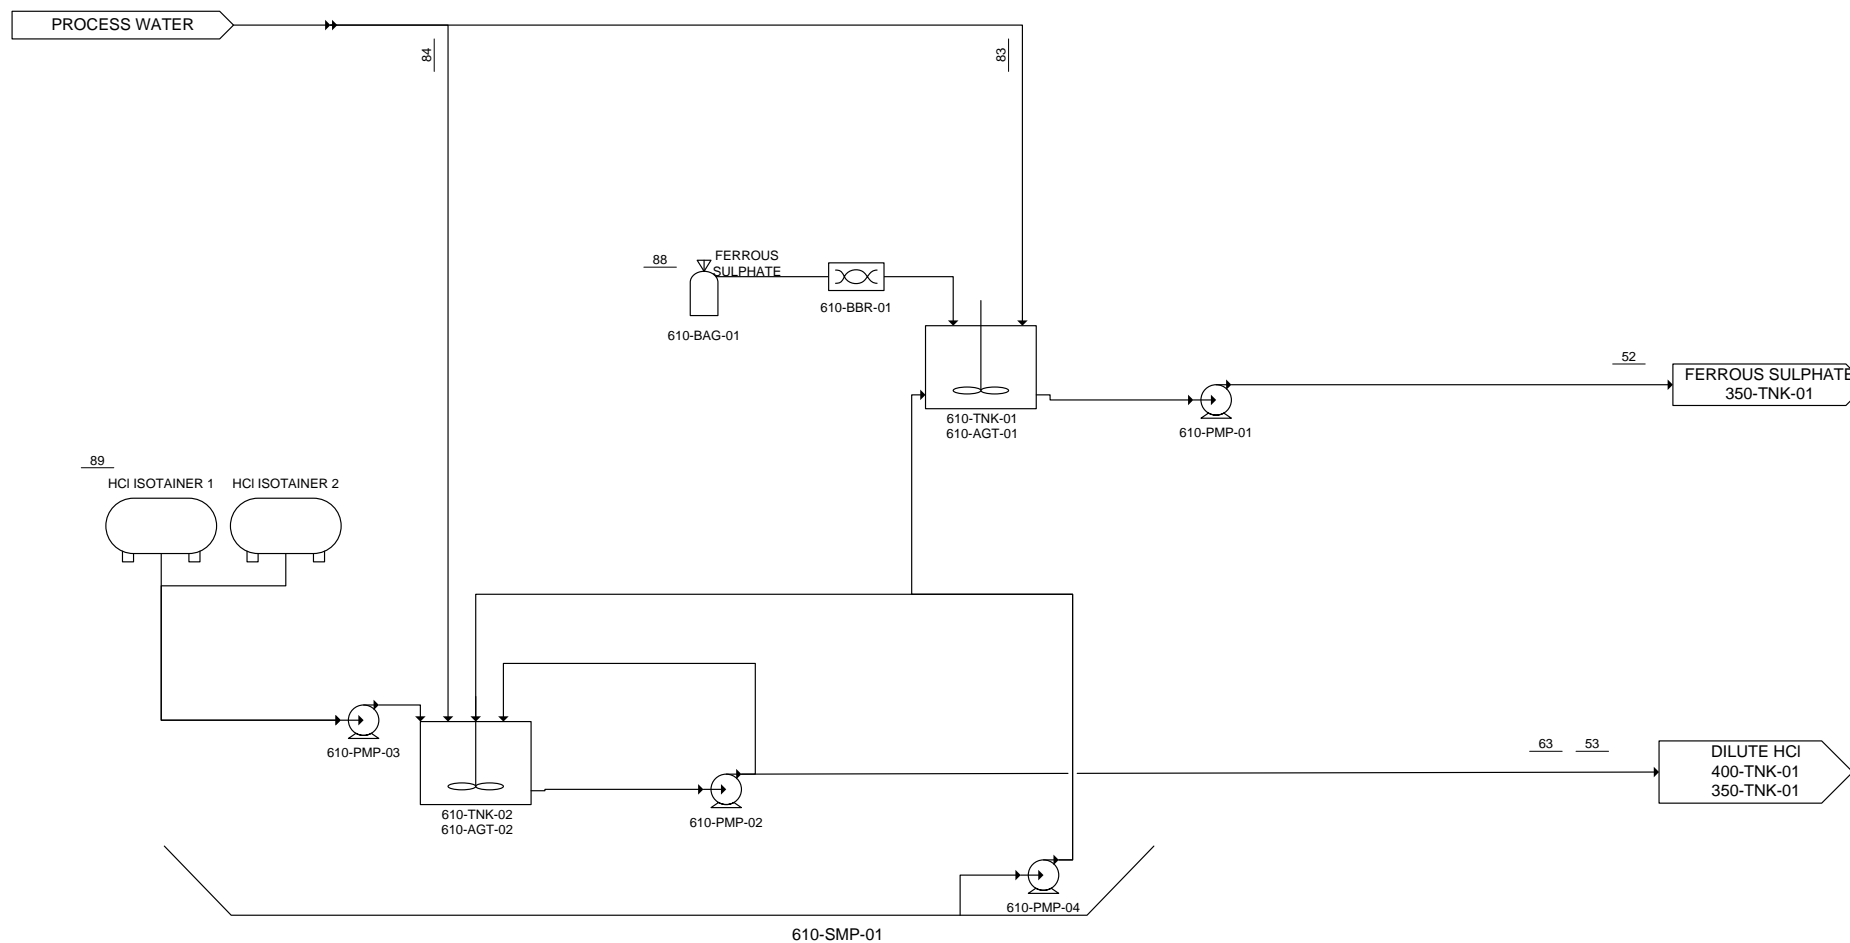 PROCESS WATER
84
83
88
FERROUS
SULPHATE
610-BBR-01
610-BAG-01
52
FERROUS SULPHATE
350-TNK-01
610-TNK-01
610-AGT-01
610-PMP-01
89
HCl ISOTAINER 1
HCl ISOTAINER 2
610-PMP-03
63
53
DILUTE HCl
400-TNK-01
350-TNK-01
610-TNK-02
610-AGT-02
610-PMP-02
610-PMP-04
610-SMP-01